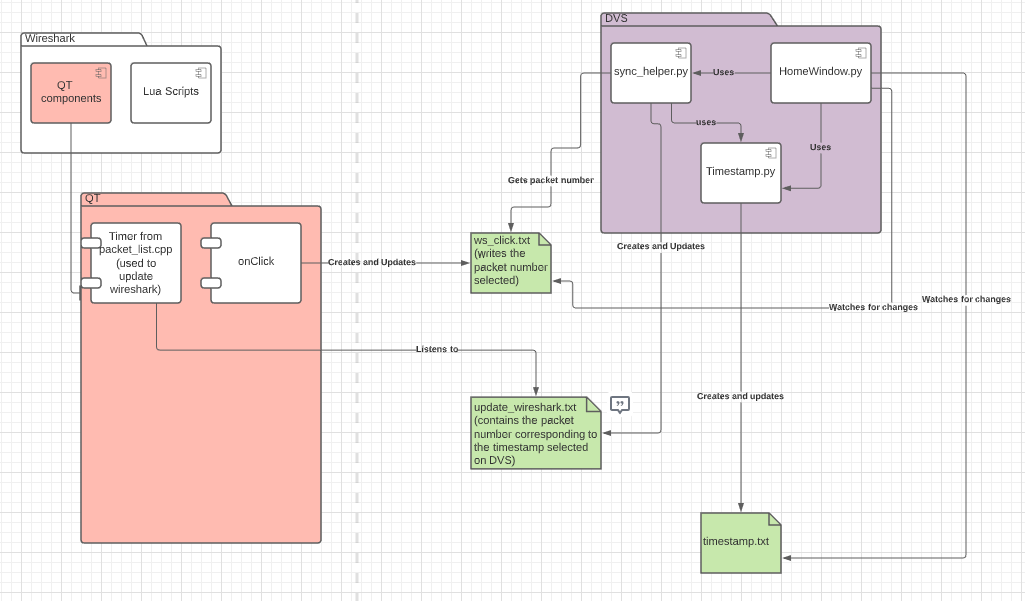 Wireshark
QT
components
Lua Scripts
DVS
sync_helper.py
Uses
HomeWindow.py
uses
Uses
Timestamp.py
Gets packet number
QT
Timer from
packet_list.cpp
(used to
update
wireshark)
onClick
Creates and Updates
ws_click.txt
(writes the
packet number
selected)
Creates and Updates
Watches for changes
Watches for changes
Listens to
Creates and updates
update_wireshark.txt
(contains the packet
number corresponding to
the timestamp selected
on DVS)
timestamp.txt